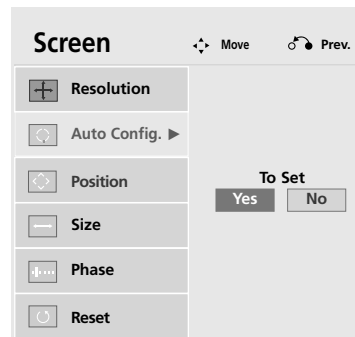 Screen
Move
Prev.
Resolution
Auto Config. ▶
Position
Size
Phase
Reset
To Set
Yes
No